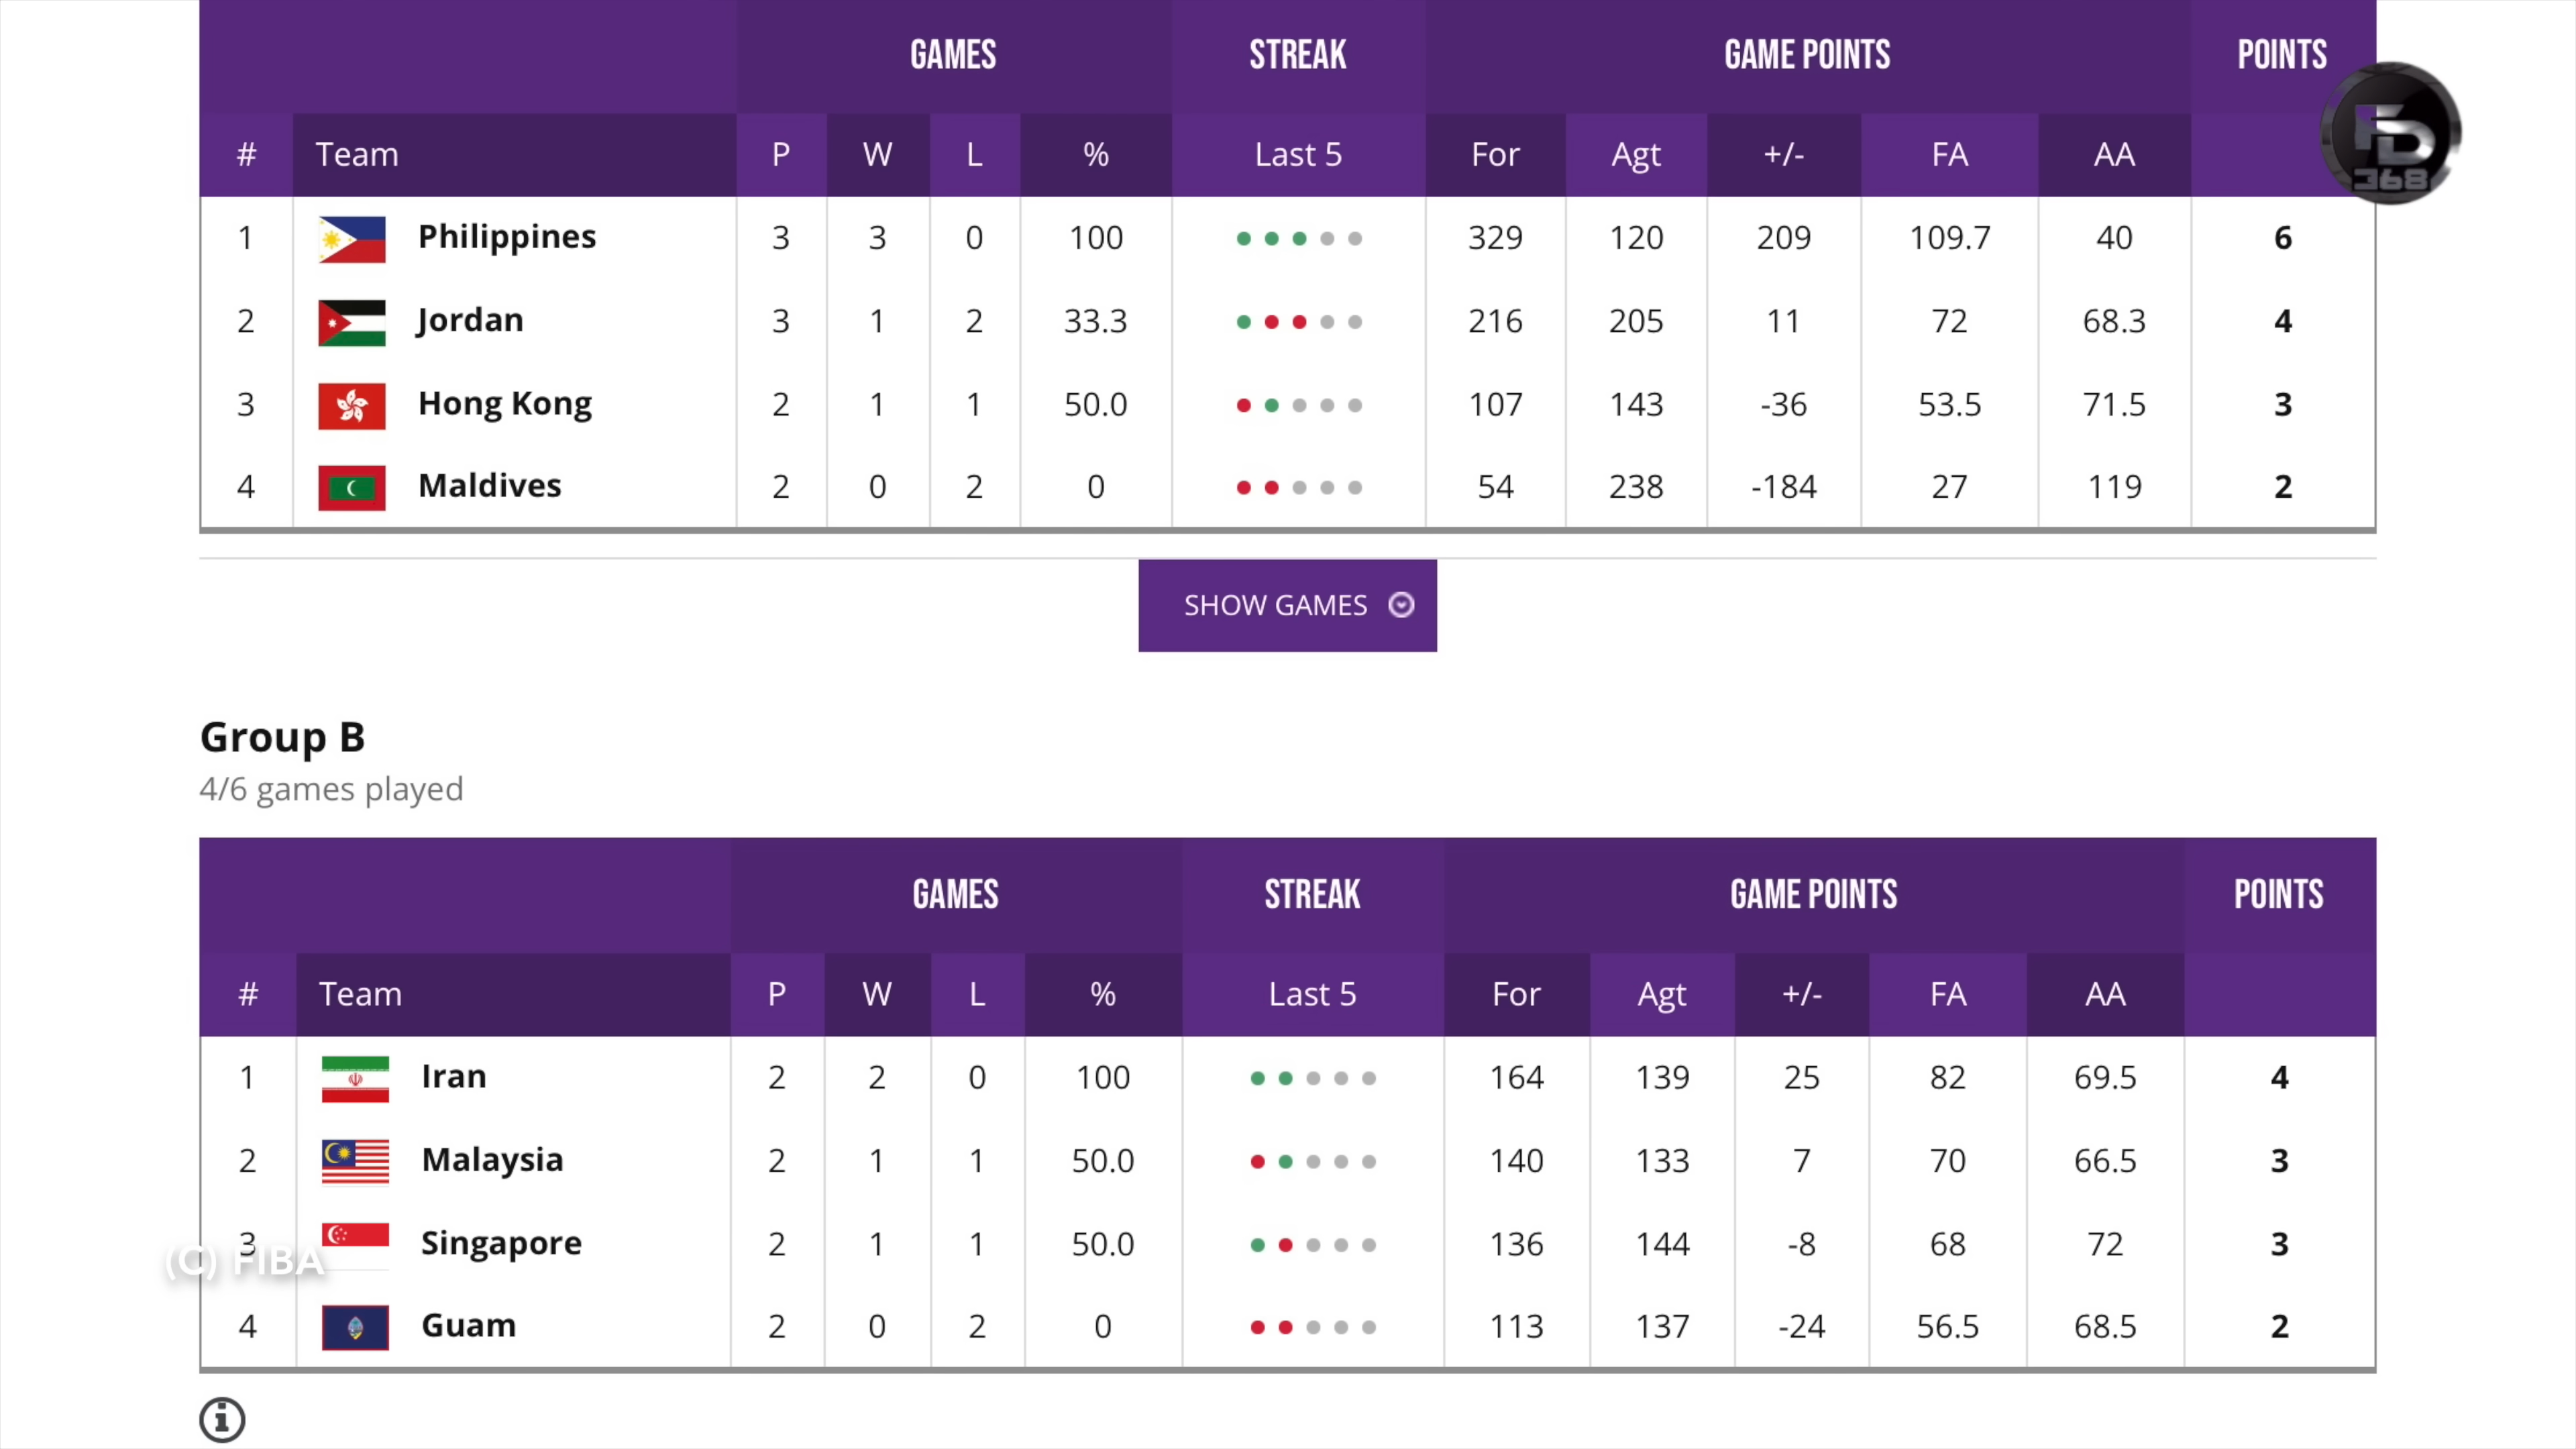 GAMES STREAK GAME POINTS POINTS
# Team P W L % Last 5 For Agt +/- FA AA
1 Philippines 3 3 0 100 329 120 209 109.7 40 6
2 Jordan 3 1 2 33.3 216 205 11 72 68.3 4
3 Hong Kong 2 1 1 50.0 107 143 -36 53.5 71.5 3
4 Maldives 2 0 2 0 54 238 -184 27 119 2
368
SHOW GAMES
Group B
4/6 games played
GAMES STREAK GAME POINTS POINTS
# Team P W L % Last 5 For Agt +/- FA AA
1 Iran 2 2 0 100 164 139 25 82 69.5 4
2 Malaysia 2 1 1 50.0 140 133 7 70 66.5 3
3 Singapore 2 1 1 50.0 136 144 -8 68 72 3
(C) FIBA
4 Guam 2 0 2 0 113 137 -24 56.5 68.5 2